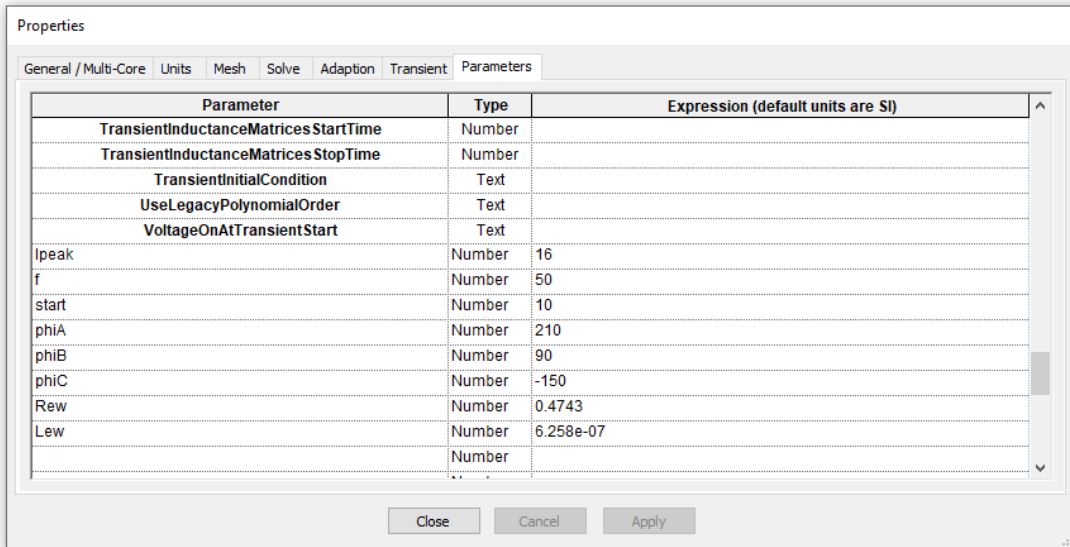 Properties
General / Multi-Core Units Mesh Solve Adaption Transient Parameters
Parameter Type Expression (default units are SI)
TransientInductanceMatricesStartTime Number
TransientInductanceMatricesStopTime Number
TransientInitialCondition Text
UseLegacyPolynomialOrder Text
VoltageOnAtTransientStart Text
Ipeak Number 16
f Number 50
start Number 10
phiA Number 210
phiB Number 90
phiC Number -150
Rew Number 0.4743
Lew Number 6.258e-07
Number
Close Cancel Apply